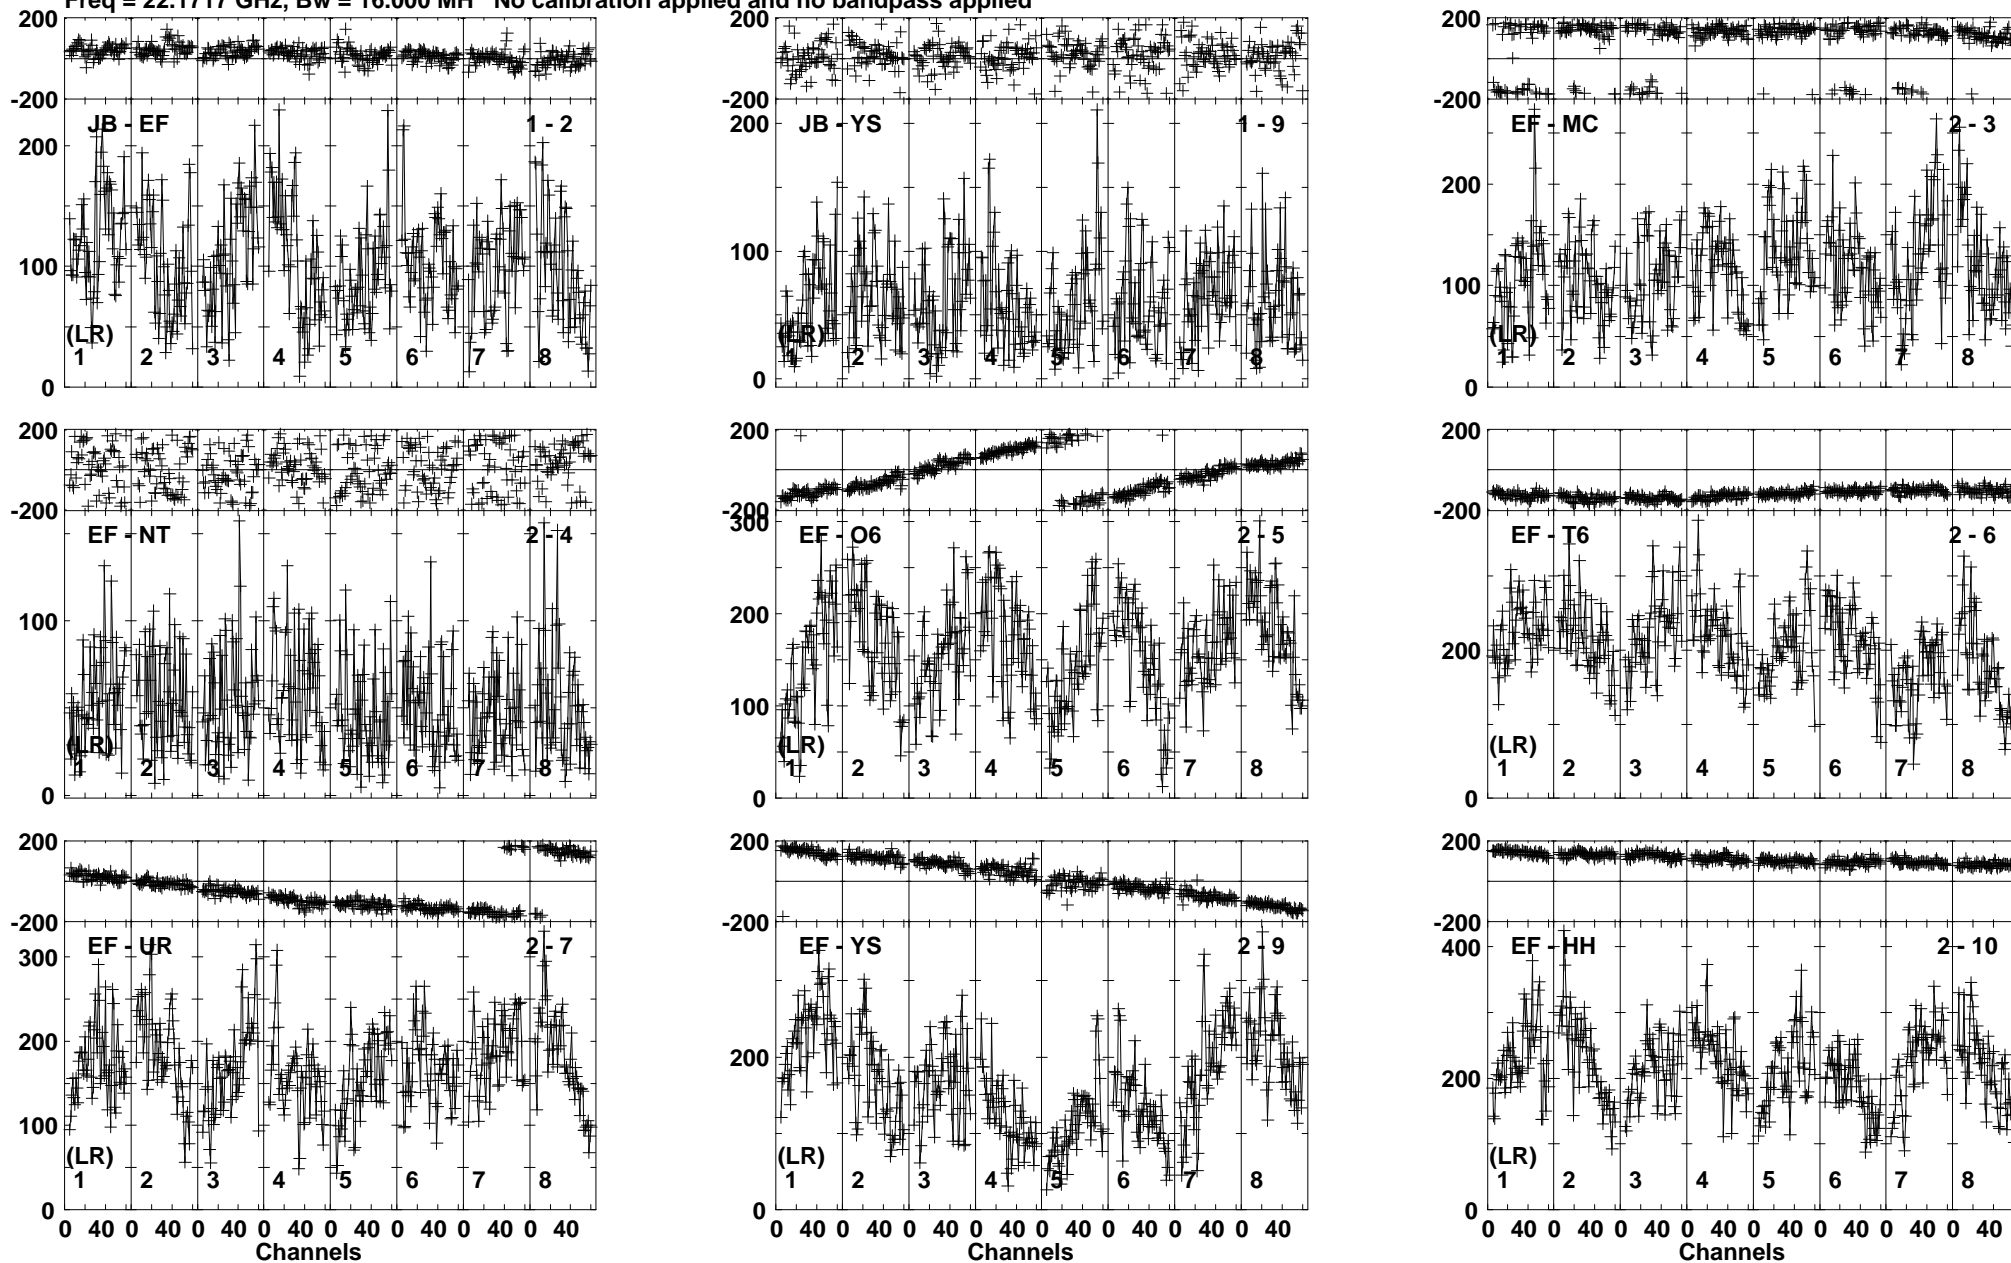 Freq = 22.1717 GHz, Bw = 16.000 MH No calibration applied and no bandpass applied
200
-200
JB - EF
1 - 2
200
100
0
(LR)
1 2 3 4 5 6 7 8
200
-200
JB - YS
1 - 9
200
100
0
(LR)
1 2 3 4 5 6 7 8
200
-200
EF - MC
2 - 3
200
100
0
(LR)
1 2 3 4 5 6 7 8
200
-200
EF - NT
2 - 4
100
0
(LR)
1 2 3 4 5 6 7 8
200
-200
EF - O6
2 - 5
300
200
100
0
(LR)
1 2 3 4 5 6 7 8
200
-200
EF - T6
2 - 6
200
0
(LR)
1 2 3 4 5 6 7 8
200
-200
EF - UR
2 - 7
300
200
100
0
(LR)
1 2 3 4 5 6 7 8
0 40 0 40 0 40 0 40 0 40 0 40 0 40 0 40
Channels
200
-200
EF - YS
2 - 9
200
0
(LR)
1 2 3 4 5 6 7 8
0 40 0 40 0 40 0 40 0 40 0 40 0 40 0 40
Channels
200
-200
EF - HH
2 - 10
400
200
0
(LR)
1 2 3 4 5 6 7 8
0 40 0 40 0 40 0 40 0 40 0 40 0 40 0 40
Channels